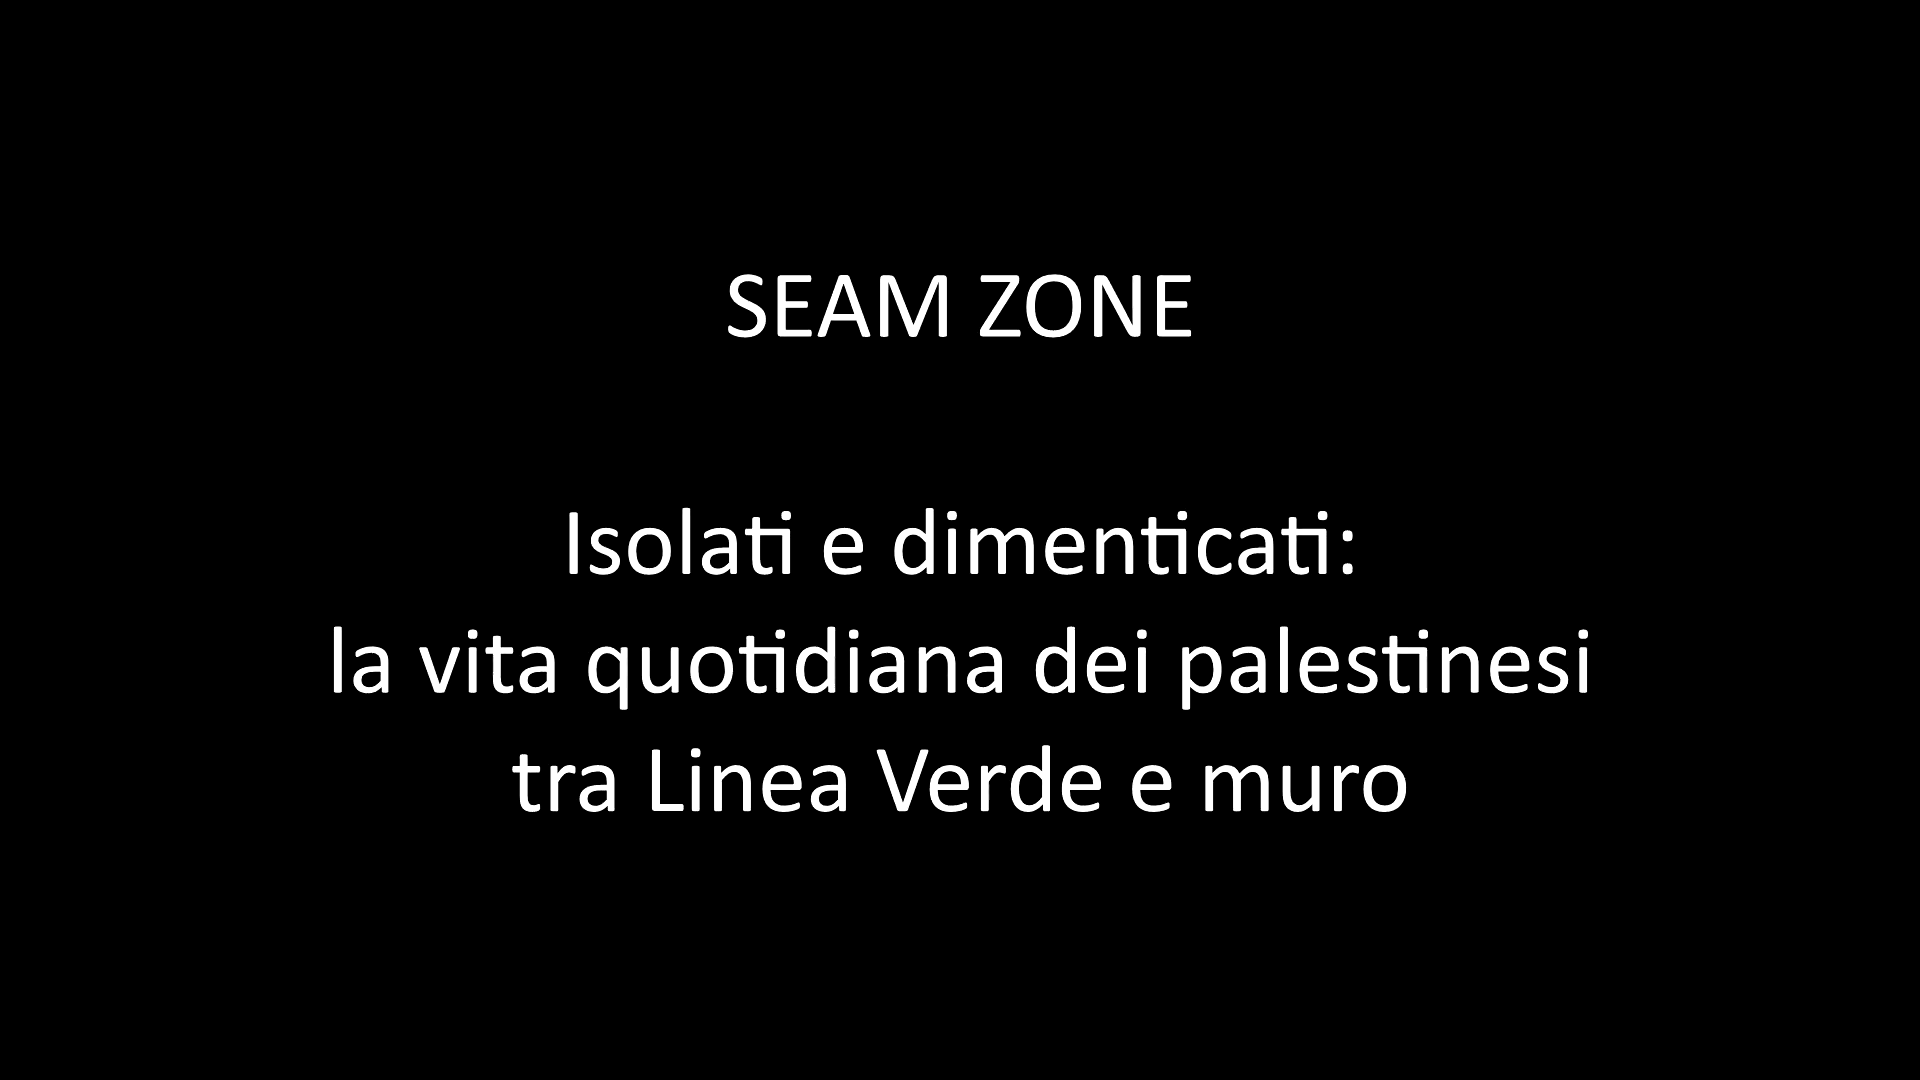 SEAM ZONE
Isolati e dimenticati:
la vita quotidiana dei palestinesi
tra Linea Verde e muro